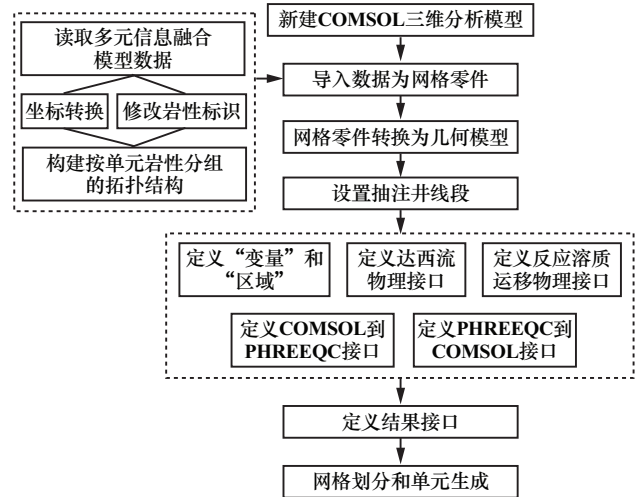 新建COMSOL三维分析模型
读取多元信息融合
模型数据
坐标转换
修改岩性标识
构建按单元岩性分组
的拓扑结构
导入数据为网格零件
网格零件转换为几何模型
设置抽注井线段
定义“变量”和
“区域”
定义达西流
物理接口
定义反应溶质
运移物理接口
定义COMSOL到
PHREEQC接口
定义PHREEQC到
COMSOL接口
定义结果接口
网格划分和单元生成